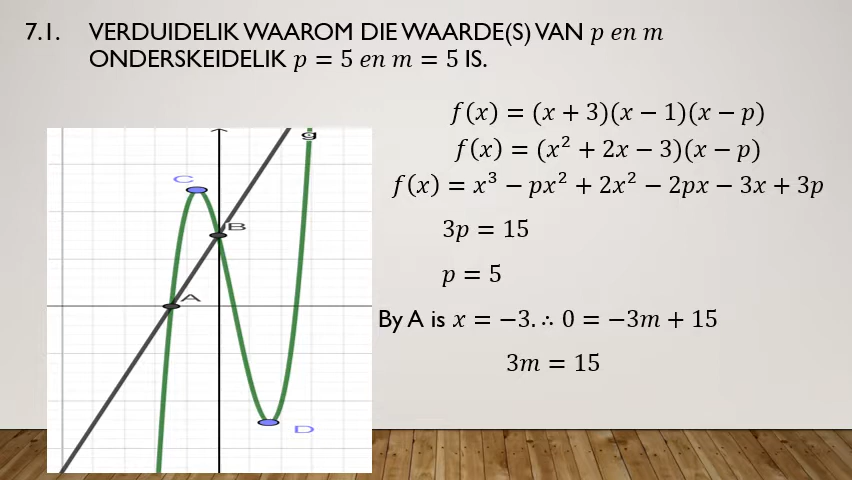 7.1. VERDUIDELIK WAAROM DIE WAARDE(S) VAN p en m
ONDERSKEIDELIK p = 5 en m = 5 IS.
f(x) = (x + 3)(x − 1)(x − p)
f(x) = (x² + 2x − 3)(x − p)
f(x) = x³ − px² + 2x² − 2px − 3x + 3p
3p = 15
p = 5
By A is x = −3. ∴ 0 = −3m + 15
3m = 15
g
C
B
A
D